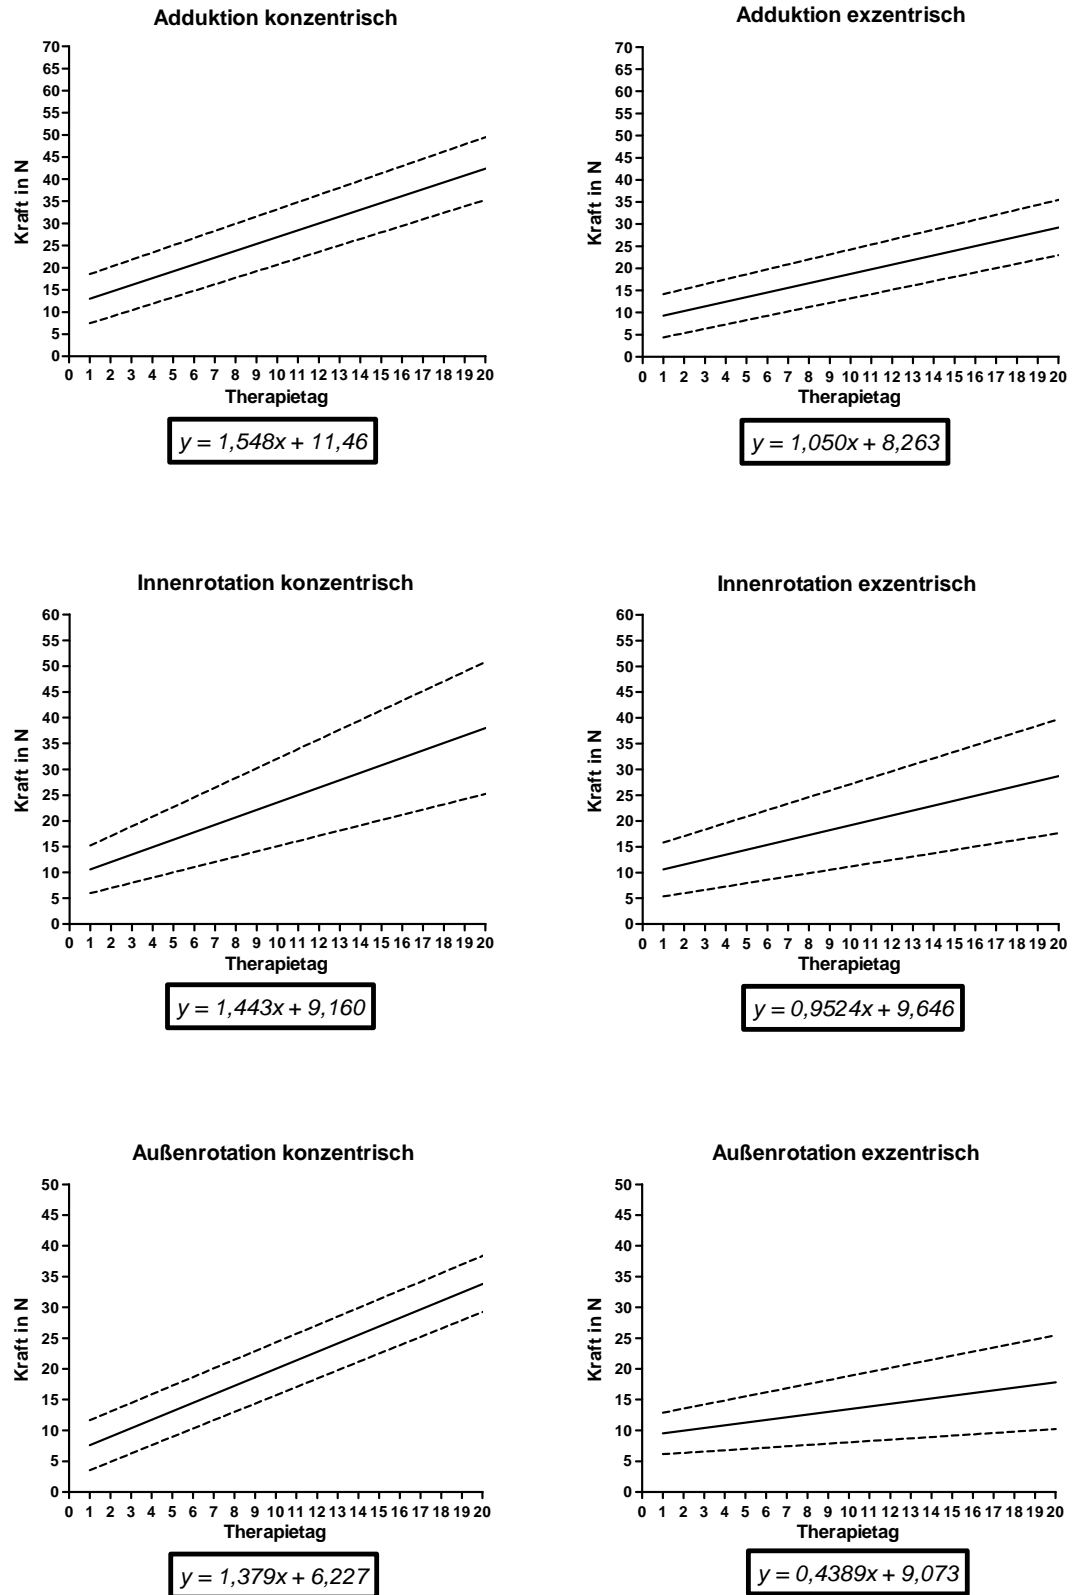 Adduktion konzentrisch
70
65
60
55
50
45
40
35
30
25
20
15
10
5
0
Kraft in N
0 1 2 3 4 5 6 7 8 9 10 11 12 13 14 15 16 17 18 19 20
Therapietag
y = 1,548x + 11,46
Adduktion exzentrisch
70
65
60
55
50
45
40
35
30
25
20
15
10
5
0
Kraft in N
0 1 2 3 4 5 6 7 8 9 10 11 12 13 14 15 16 17 18 19 20
Therapietag
y = 1,050x + 8,263
Innenrotation konzentrisch
60
55
50
45
40
35
30
25
20
15
10
5
0
Kraft in N
0 1 2 3 4 5 6 7 8 9 10 11 12 13 14 15 16 17 18 19 20
Therapietag
y = 1,443x + 9,160
Innenrotation exzentrisch
60
55
50
45
40
35
30
25
20
15
10
5
0
Kraft in N
0 1 2 3 4 5 6 7 8 9 10 11 12 13 14 15 16 17 18 19 20
Therapietag
y = 0,9524x + 9,646
Außenrotation konzentrisch
50
45
40
35
30
25
20
15
10
5
0
Kraft in N
0 1 2 3 4 5 6 7 8 9 10 11 12 13 14 15 16 17 18 19 20
Therapietag
y = 1,379x + 6,227
Außenrotation exzentrisch
50
45
40
35
30
25
20
15
10
5
0
Kraft in N
0 1 2 3 4 5 6 7 8 9 10 11 12 13 14 15 16 17 18 19 20
Therapietag
y = 0,4389x + 9,073